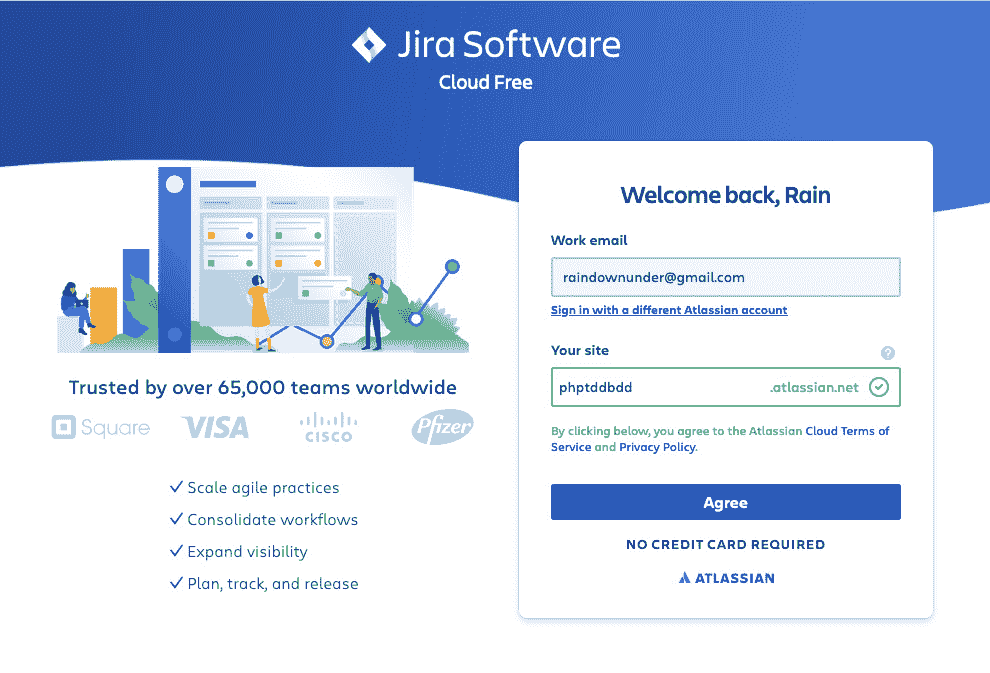 Jira Software
Cloud Free
Trusted by over 65,000 teams worldwide
Square
VISA
CISCO
Pfizer
✓ Scale agile practices
✓ Consolidate workflows
✓ Expand visibility
✓ Plan, track, and release
Welcome back, Rain
Work email
raindownunder@gmail.com
Sign in with a different Atlassian account
Your site
?
phptddbdd .atlassian.net
By clicking below, you agree to the Atlassian Cloud Terms of
Service and Privacy Policy.
Agree
NO CREDIT CARD REQUIRED
ATLASSIAN